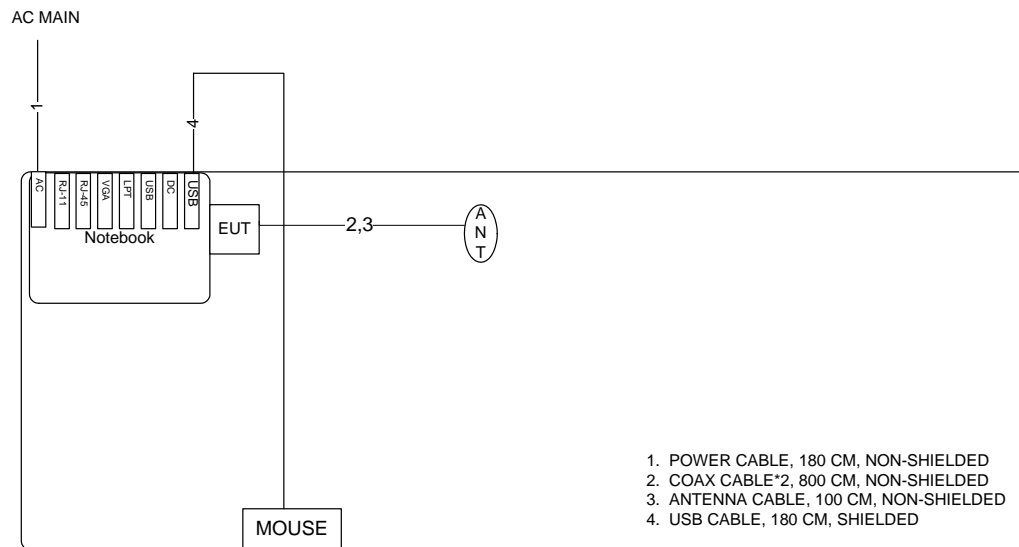 AC MAIN
1
4
AC
RJ-11
RJ-45
VGA
LPT
USB
DC
USB
Notebook
EUT
2,3
A
N
T
MOUSE
1. POWER CABLE, 180 CM, NON-SHIELDED
2. COAX CABLE*2, 800 CM, NON-SHIELDED
3. ANTENNA CABLE, 100 CM, NON-SHIELDED
4. USB CABLE, 180 CM, SHIELDED